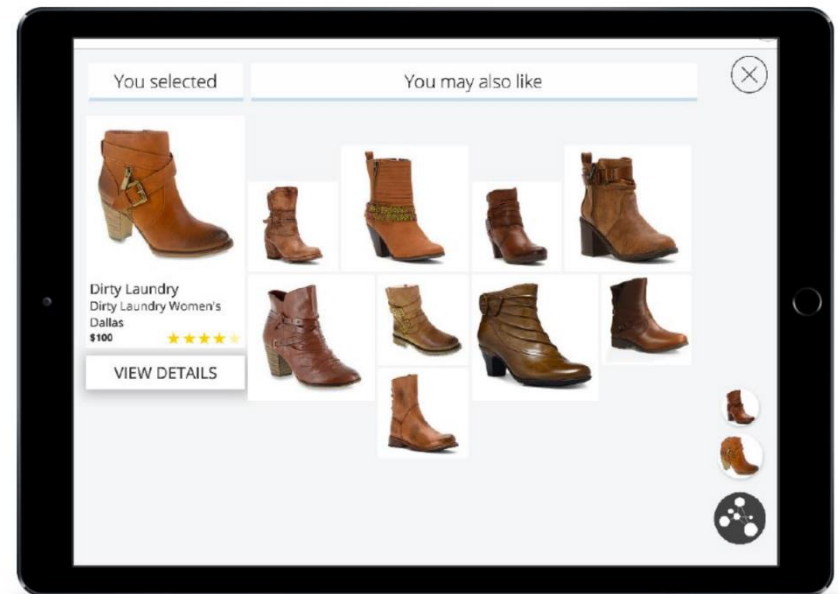 You selected
You may also like
Dirty Laundry
Dirty Laundry Women's
Dallas
$100
VIEW DETAILS